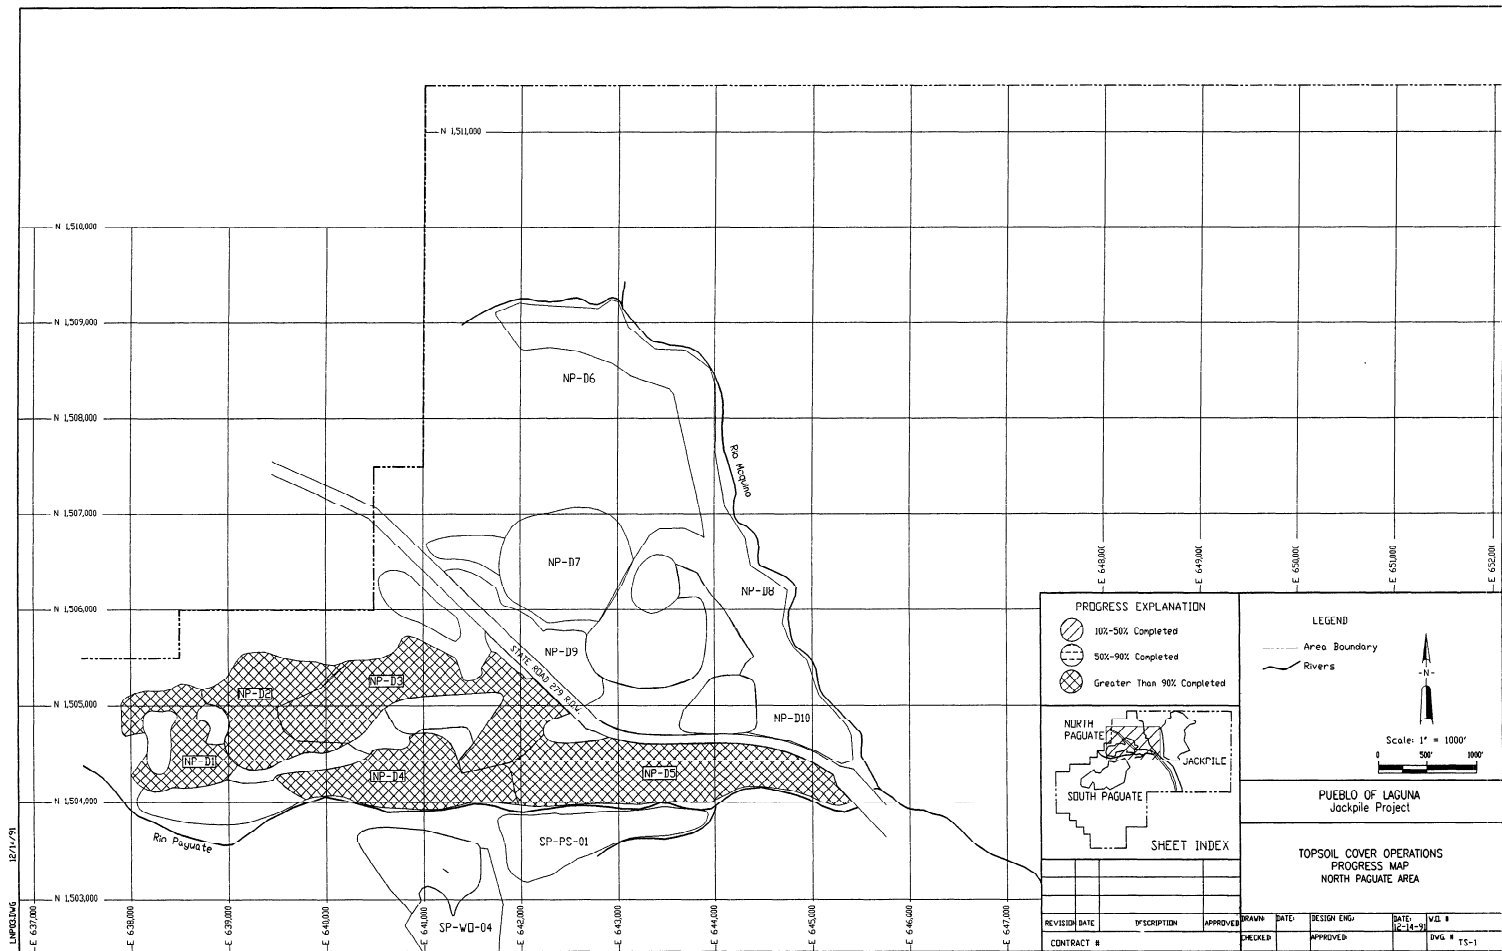 N 1,511,000
N 1,510,000
N 1,509,000
N 1,508,000
N 1,507,000
N 1,506,000
N 1,505,000
N 1,504,000
N 1,503,000
NP-D6
Rio Moquino
NP-D7
NP-D8
NP-D9
STATE ROAD 279 R.O.W.
NP-D10
NP-D3
NP-D2
NP-D1
NP-D4
NP-D5
Rio Paguate
SP-PS-01
SP-WD-04
E 637,000
E 638,000
E 639,000
E 640,000
E 641,000
E 642,000
E 643,000
E 644,000
E 645,000
E 646,000
E 647,000
E 648,000
E 649,000
E 650,000
E 651,000
E 652,000
PROGRESS EXPLANATION
10%-50% Completed
50%-90% Completed
Greater Than 90% Completed
LEGEND
Area Boundary
Rivers
-N-
Scale: 1" = 1000'
0 500' 1000'
NORTH
PAGUATE
JACKPILE
SOUTH PAGUATE
SHEET INDEX
PUEBLO OF LAGUNA
Jackpile Project
TOPSOIL COVER OPERATIONS
PROGRESS MAP
NORTH PAGUATE AREA
REVISION DATE DESCRIPTION APPROVED
CONTRACT #
DRAWN: DATE: DESIGN ENG.: DATE: 12-14-91 W.O. #
CHECKED: APPROVED: DWG. # TS-1
LNP03.DWG